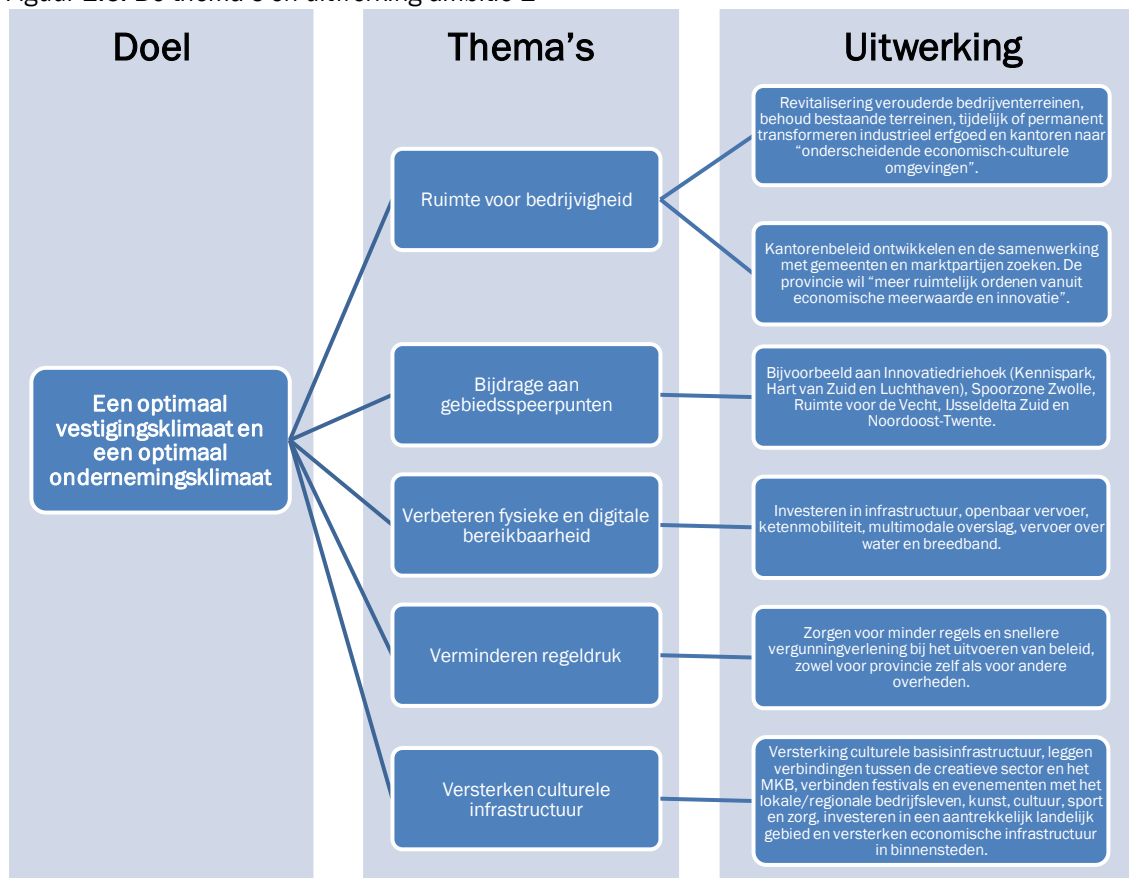 Doel
Thema's
Uitwerking
Een optimaal
vestigingsklimaat en
een optimaal
ondernemingsklimaat
Ruimte voor bedrijvigheid
Revitalisering verouderde bedrijventerreinen,
behoud bestaande terreinen, tijdelijk of permanent
transformeren industrieel erfgoed en kantoren naar
“onderscheidende economisch-culturele
omgevingen”.
Kantorenbeleid ontwikkelen en de samenwerking
met gemeenten en marktpartijen zoeken. De
provincie wil “meer ruimtelijk ordenen vanuit
economische meerwaarde en innovatie”.
Bijdrage aan
gebiedsspeerpunten
Bijvoorbeeld aan Innovatiedriehoek (Kennispark,
Hart van Zuid en Luchthaven), Spoorzone Zwolle,
Ruimte voor de Vecht, IJsseldelta Zuid en
Noordoost-Twente.
Verbeteren fysieke en digitale
bereikbaarheid
Investeren in infrastructuur, openbaar vervoer,
ketenmobiliteit, multimodale overslag, vervoer over
water en breedband.
Verminderen regeldruk
Zorgen voor minder regels en snellere
vergunningverlening bij het uitvoeren van beleid,
zowel voor provincie zelf als voor andere
overheden.
Versterken culturele
infrastructuur
Versterking culturele basisinfrastructuur, leggen
verbindingen tussen de creatieve sector en het
MKB, verbinden festivals en evenementen met het
lokale/regionale bedrijfsleven, kunst, cultuur, sport
en zorg, investeren in een aantrekkelijk landelijk
gebied en versterken economische infrastructuur
in binnensteden.